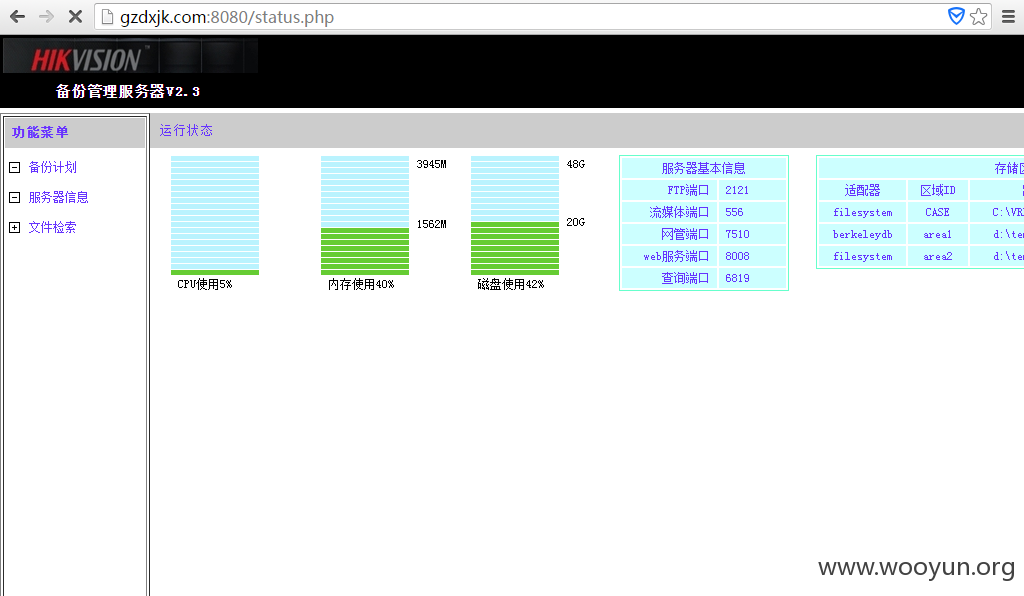 gzdxjk.com:8080/status.php
HIKVISION™
备份管理服务器V2.3
功能菜单
备份计划
服务器信息
文件检索
运行状态
CPU使用5%
3945M
1562M
内存使用40%
48G
20G
磁盘使用42%
服务器基本信息
FTP端口 2121
流媒体端口 556
网管端口 7510
web服务端口 8008
查询端口 6819
存储区
适配器 区域ID
filesystem CASE C:\VR
berkeleydb area1 d:\te
filesystem area2 d:\te
www.wooyun.org